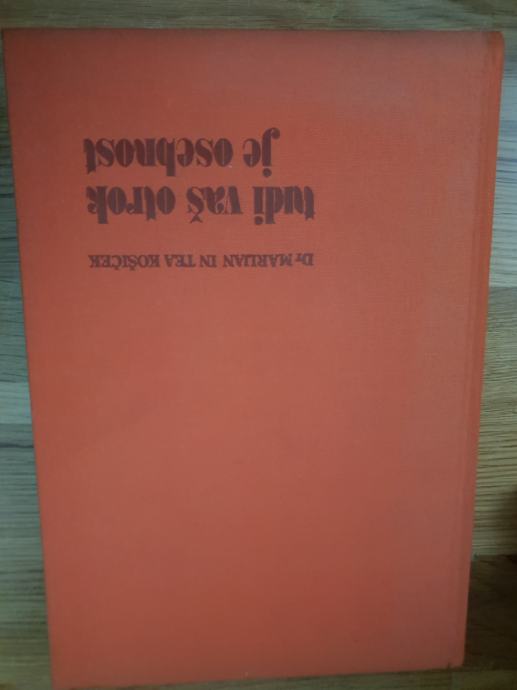 Dr MARIJAN IN TEA KOŠIČEK
tudi vaš otrok
je osebnost